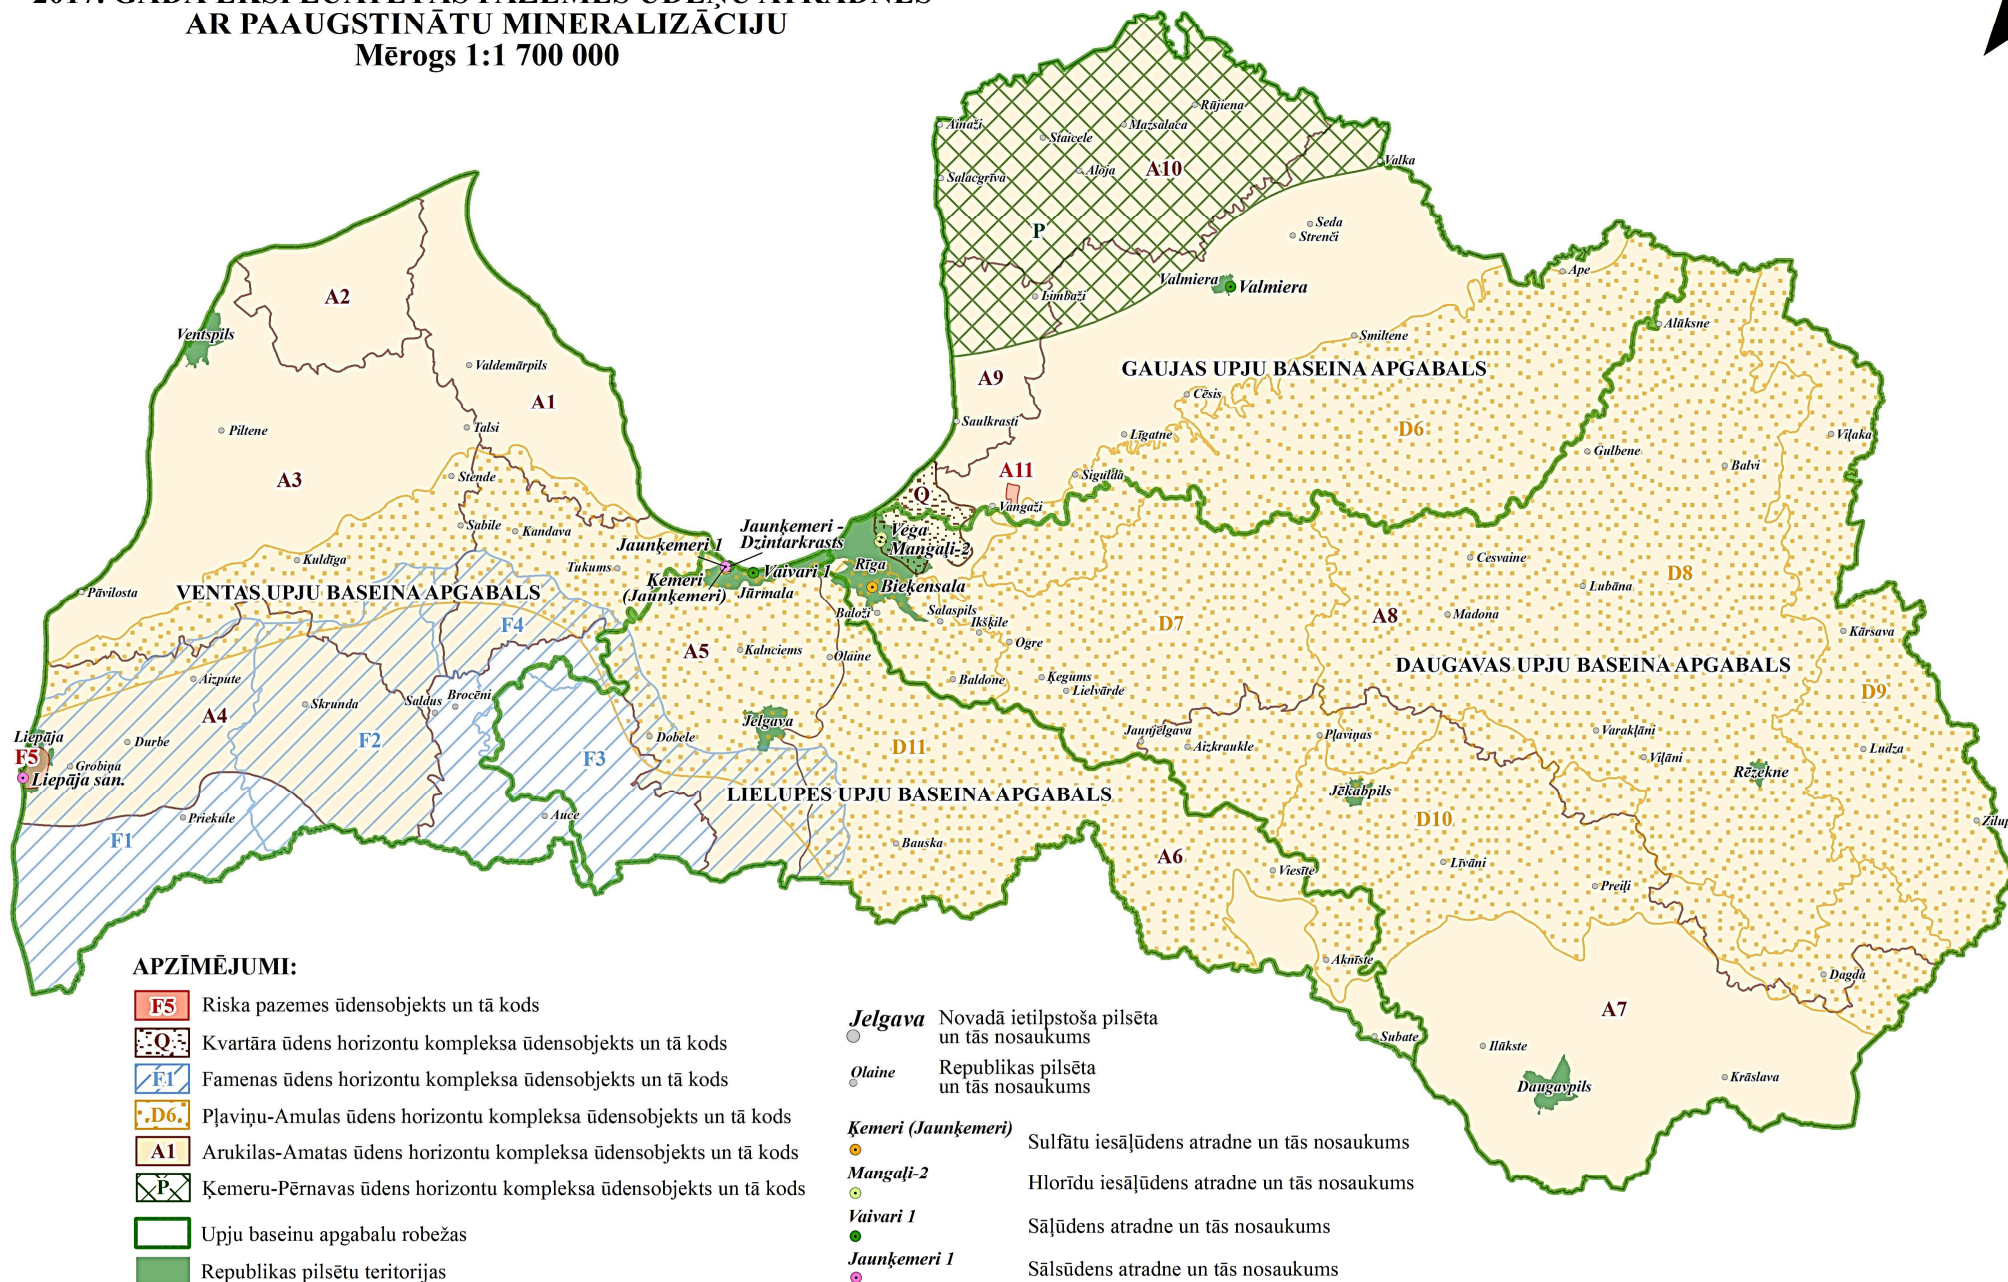 2017. GADĀ EKSPLUATĒTĀS PAZEMES ŪDEŅU ATRADNES
AR PAAUGSTINĀTU MINERALIZĀCIJU
Mērogs 1:1 700 000
Rūjiena
Ainaži
Mazsalaca
Staicele
Valka
A10
Aloja
Salacgrīva
Seda
P
Strenči
Ape
Valmiera
Valmiera
A2
Limbaži
Alūksne
Ventspils
Smiltene
Valdemārpils
GAUJAS UPJU BASEINA APGABALS
A9
Cēsis
A1
Saulkrasti
Talsi
Piltene
D6
Līgatne
Viļaka
Gulbene
Balvi
A11
Stende
A3
Sigulda
Q
Vangaži
Sabile
Kandava
Jaunķemeri -
Dzintarkrasts
Vega
Jaunķemeri 1
Mangaļi-2
Cesvaine
Kuldīga
Tukums
Rīga
Vaivari 1
D8
Ķemeri
(Jaunķemeri)
Jūrmala
Bieķensala
Lubāna
Pāvilosta
VENTAS UPJU BASEINA APGABALS
Baloži
Salaspils
Ikšķile
A8
Madona
F4
D7
Kārsava
Ogre
A5
Kalnciems
Olaine
DAUGAVAS UPJU BASEINA APGABALS
Aizpute
Baldone
Ķegums
Lielvārde
D9
Skrunda
Saldus
Brocēni
A4
Jelgava
Jaunjelgava
Pļaviņas
Varakļāni
Liepāja
Durbe
F2
Dobele
D11
Aizkraukle
Ludza
F5
F3
Viļāni
Grobiņa
Rēzekne
Liepāja san.
LIELUPES UPJU BASEINA APGABALS
Jēkabpils
Priekule
Auce
D10
F1
Bauska
A6
Līvāni
Viesīte
Preiļi
Aknīste
Dagda
A7
Subate
Ilūkste
Daugavpils
Krāslava
APZĪMĒJUMI:
F5 Riska pazemes ūdensobjekts un tā kods
Q Kvartāra ūdens horizontu kompleksa ūdensobjekts un tā kods
F1 Famenas ūdens horizontu kompleksa ūdensobjekts un tā kods
D6 Pļaviņu-Amulas ūdens horizontu kompleksa ūdensobjekts un tā kods
A1 Arukilas-Amatas ūdens horizontu kompleksa ūdensobjekts un tā kods
P Ķemeru-Pērnavas ūdens horizontu kompleksa ūdensobjekts un tā kods
Upju baseinu apgabalu robežas
Republikas pilsētu teritorijas
Jelgava Novadā ietilpstoša pilsēta
un tās nosaukums
Olaine Republikas pilsēta
un tās nosaukums
Ķemeri (Jaunķemeri)
Sulfātu iesāļūdens atradne un tās nosaukums
Mangaļi-2
Hlorīdu iesāļūdens atradne un tās nosaukums
Vaivari 1
Sāļūdens atradne un tās nosaukums
Jaunķemeri 1
Sālsūdens atradne un tās nosaukums